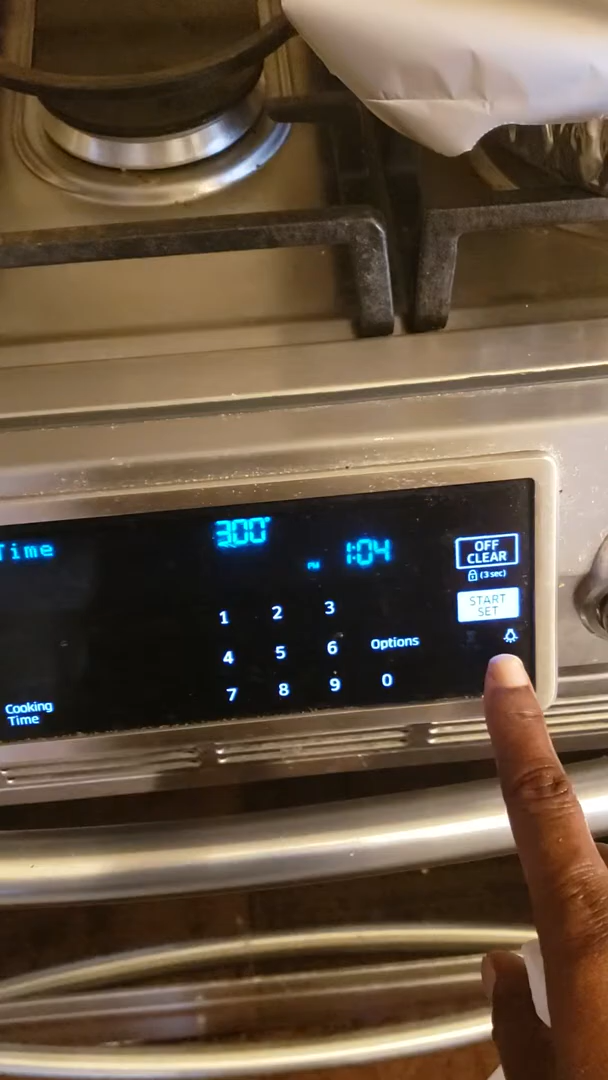 Time
300°
PM 1:04
OFF
CLEAR
(3 sec)
START
SET
1 2 3
4 5 6 Options
7 8 9 0
Cooking
Time